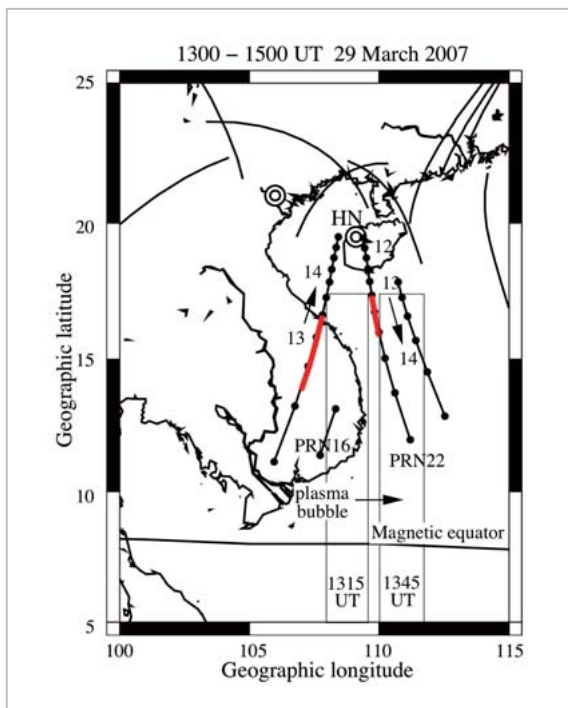 1300 – 1500 UT 29 March 2007
25
20
15
10
5
Geographic latitude
HN
12
14
13
13
14
PRN16
PRN22
plasma
bubble
Magnetic equator
1315
UT
1345
UT
100
105
110
115
Geographic longitude